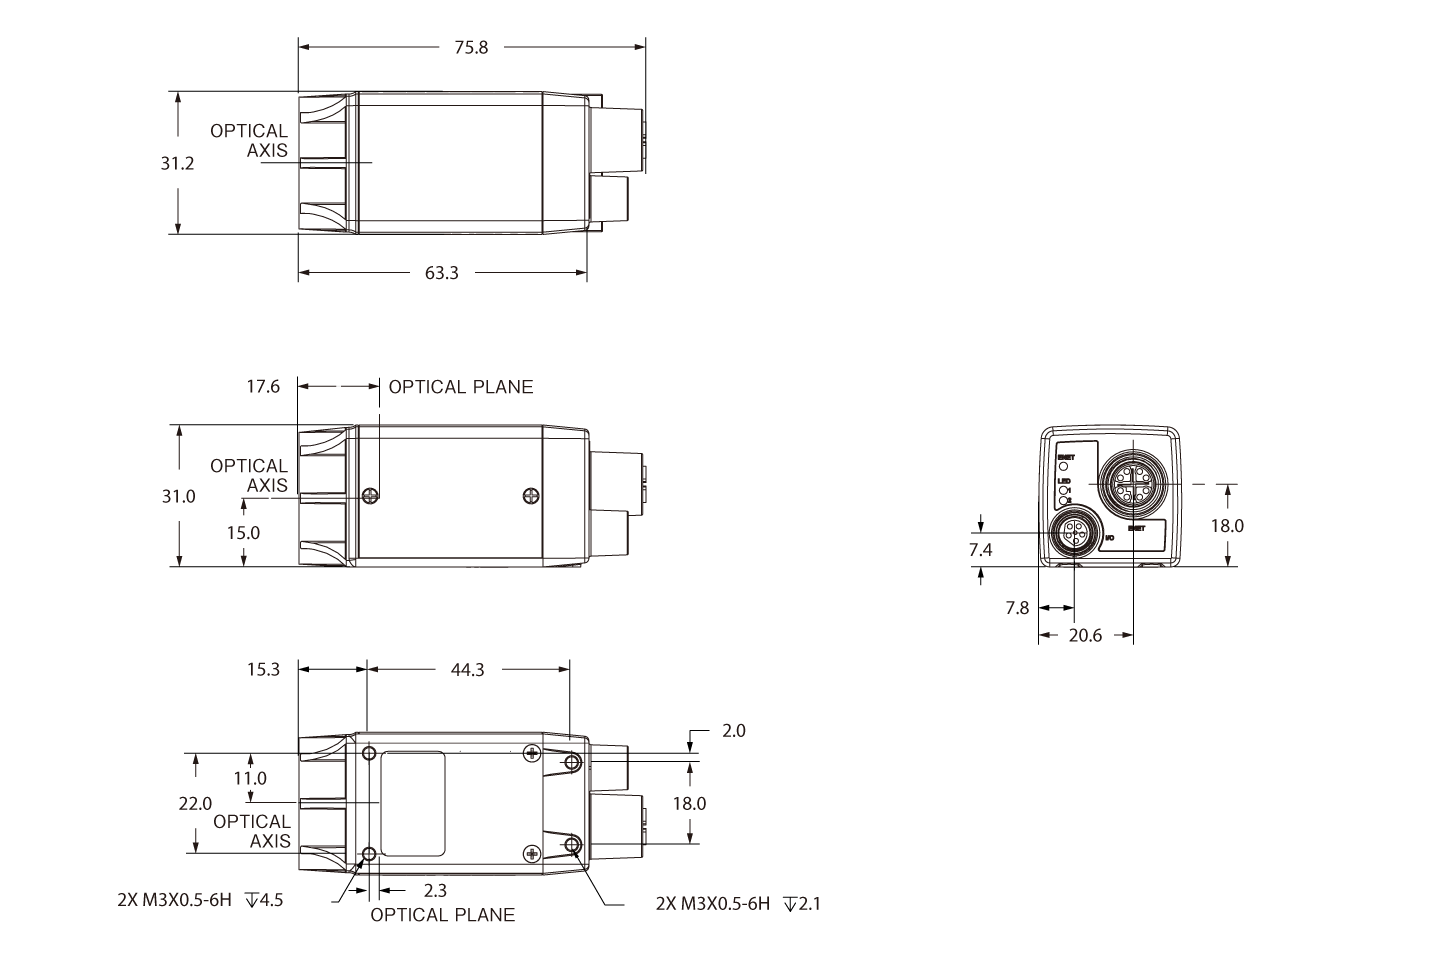 75.8
OPTICAL
AXIS
31.2
63.3
17.6
OPTICAL PLANE
OPTICAL
AXIS
31.0
15.0
ENET
LED
1
2
ENET
I/O
18.0
7.4
7.8
20.6
15.3
44.3
2.0
11.0
22.0
18.0
OPTICAL
AXIS
2.3
2X M3X0.5-6H ↧4.5
OPTICAL PLANE
2X M3X0.5-6H ↧2.1